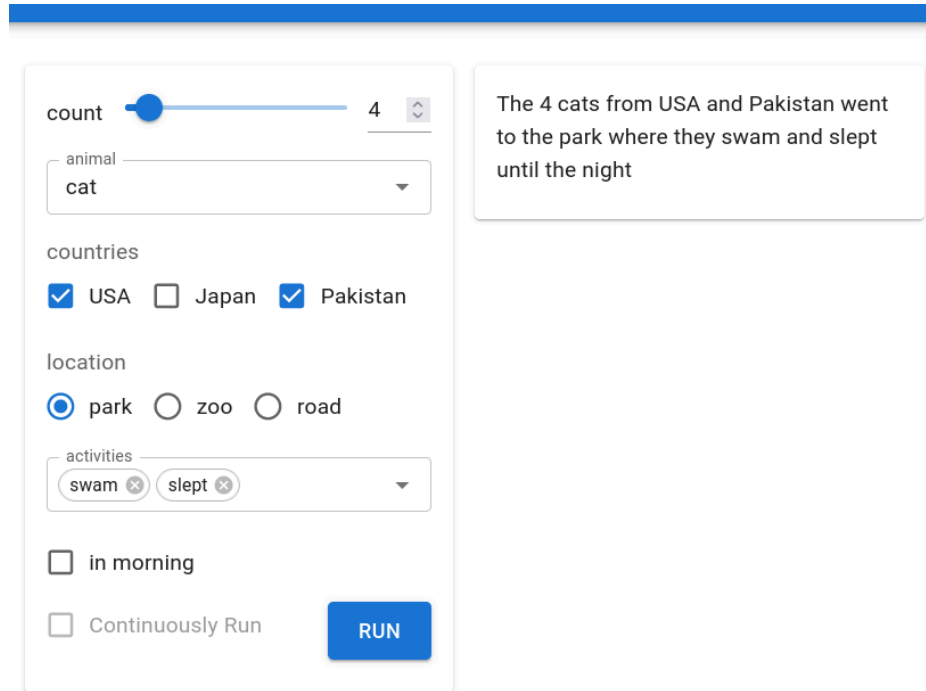 count 4
animal
cat
countries
USA Japan Pakistan
location
park zoo road
activities
swam slept
in morning
Continuously Run RUN
The 4 cats from USA and Pakistan went
to the park where they swam and slept
until the night